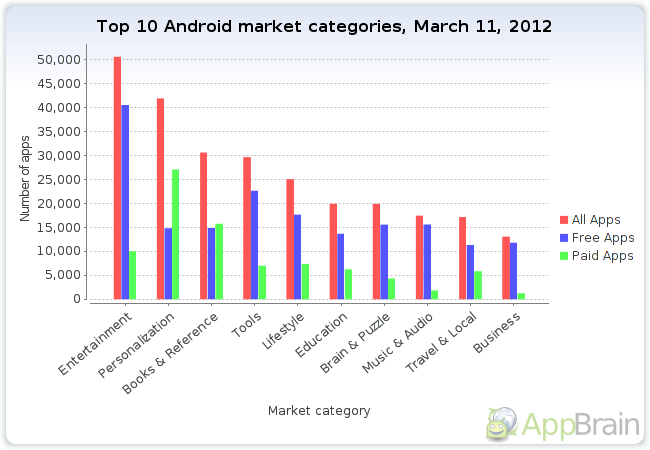 Top 10 Android market categories, March 11, 2012
Number of apps
50,000
45,000
40,000
35,000
30,000
25,000
20,000
15,000
10,000
5,000
0
Entertainment
Personalization
Books & Reference
Tools
Lifestyle
Education
Brain & Puzzle
Music & Audio
Travel & Local
Business
Market category
All Apps
Free Apps
Paid Apps
AppBrain